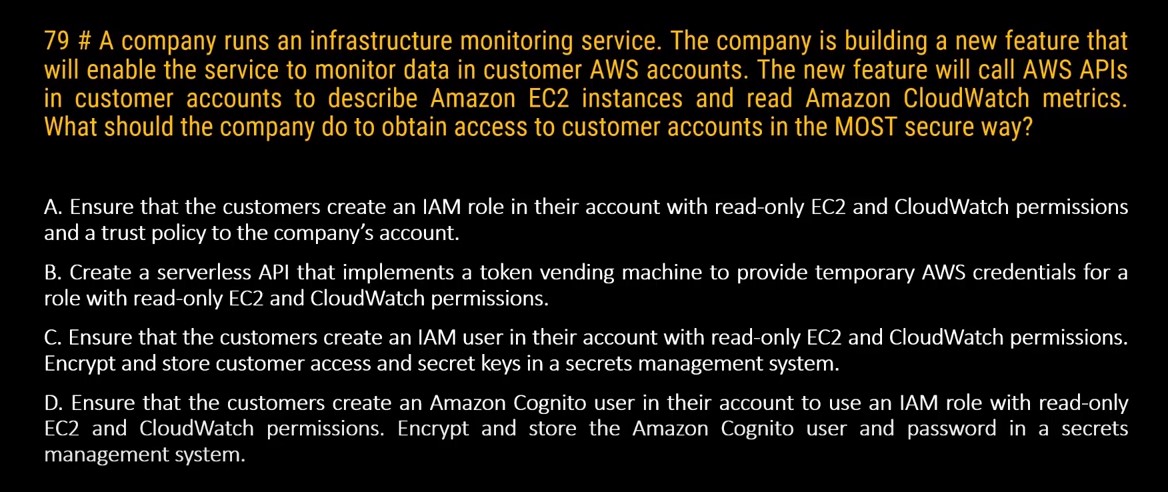 79 # A company runs an infrastructure monitoring service. The company is building a new feature that
will enable the service to monitor data in customer AWS accounts. The new feature will call AWS APIs
in customer accounts to describe Amazon EC2 instances and read Amazon CloudWatch metrics.
What should the company do to obtain access to customer accounts in the MOST secure way?
A. Ensure that the customers create an IAM role in their account with read-only EC2 and CloudWatch permissions
and a trust policy to the company’s account.
B. Create a serverless API that implements a token vending machine to provide temporary AWS credentials for a
role with read-only EC2 and CloudWatch permissions.
C. Ensure that the customers create an IAM user in their account with read-only EC2 and CloudWatch permissions.
Encrypt and store customer access and secret keys in a secrets management system.
D. Ensure that the customers create an Amazon Cognito user in their account to use an IAM role with read-only
EC2 and CloudWatch permissions. Encrypt and store the Amazon Cognito user and password in a secrets
management system.